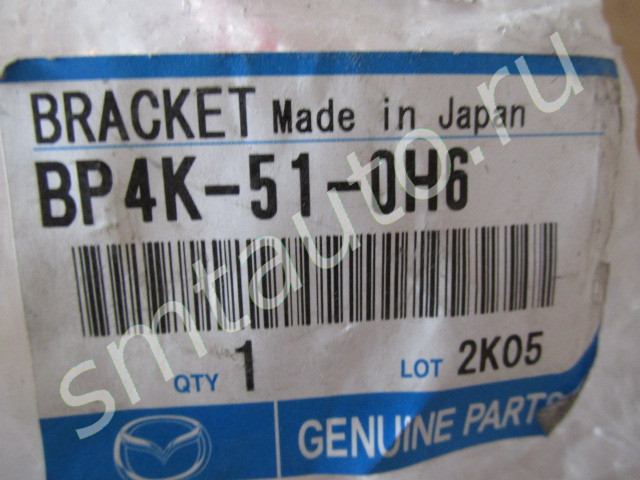 BRACKET Made in Japan
BP4K-51-0H6
QTY 1 LOT 2K05
GENUINE PARTS
smtauto.ru